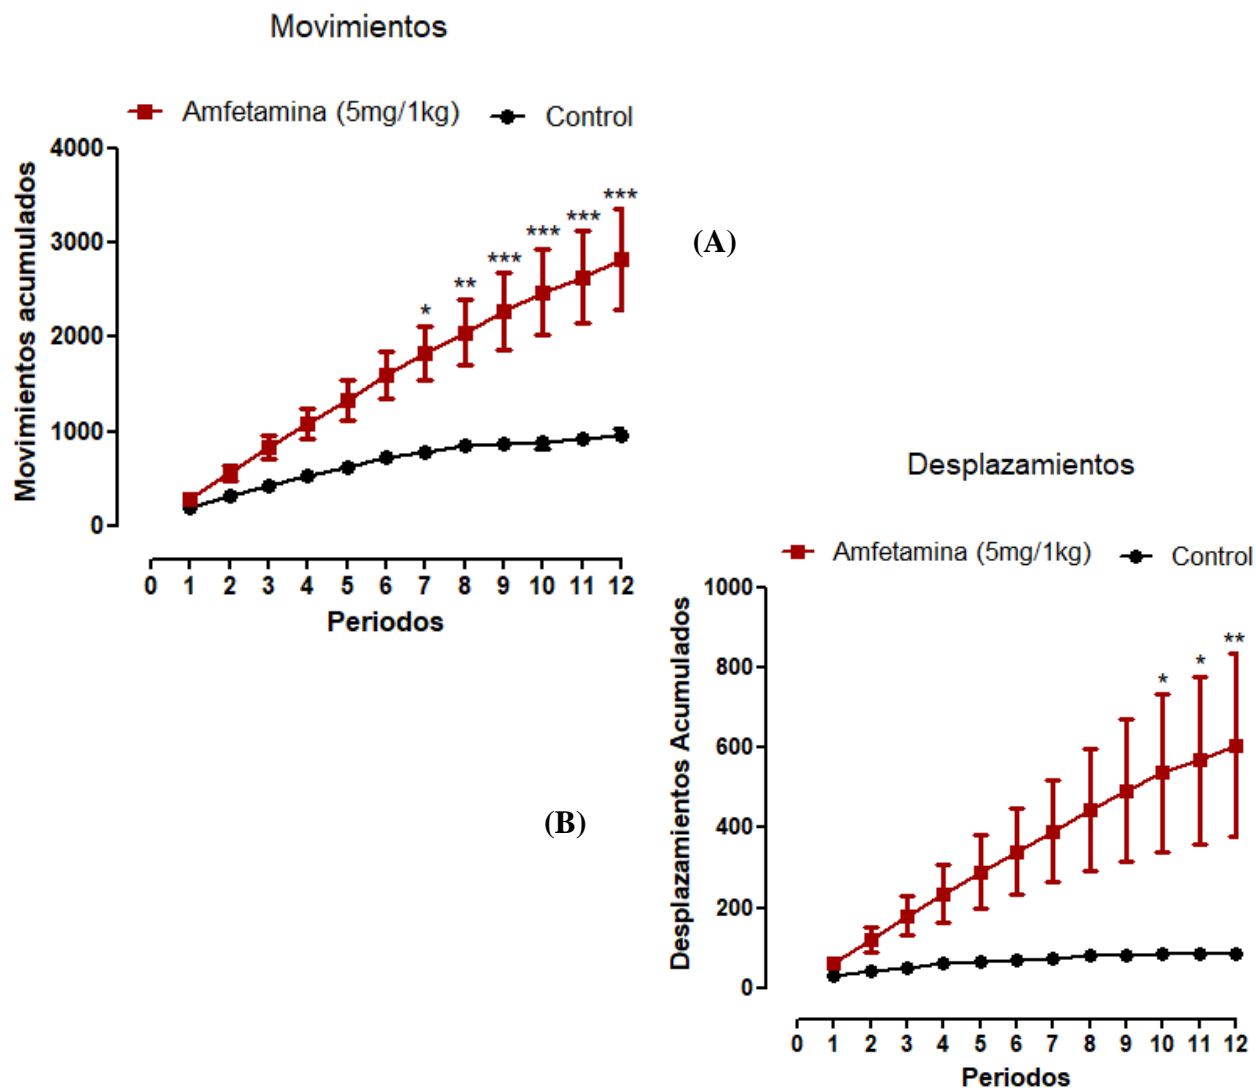 Movimientos
Amfetamina (5mg/1kg) Control
Movimientos acumulados
4000
3000
2000
1000
0
* ** *** *** *** ***
0 1 2 3 4 5 6 7 8 9 10 11 12
Periodos
(A)
Desplazamientos
Amfetamina (5mg/1kg) Control
Desplazamientos Acumulados
1000
800
600
400
200
0
* * **
0 1 2 3 4 5 6 7 8 9 10 11 12
Periodos
(B)